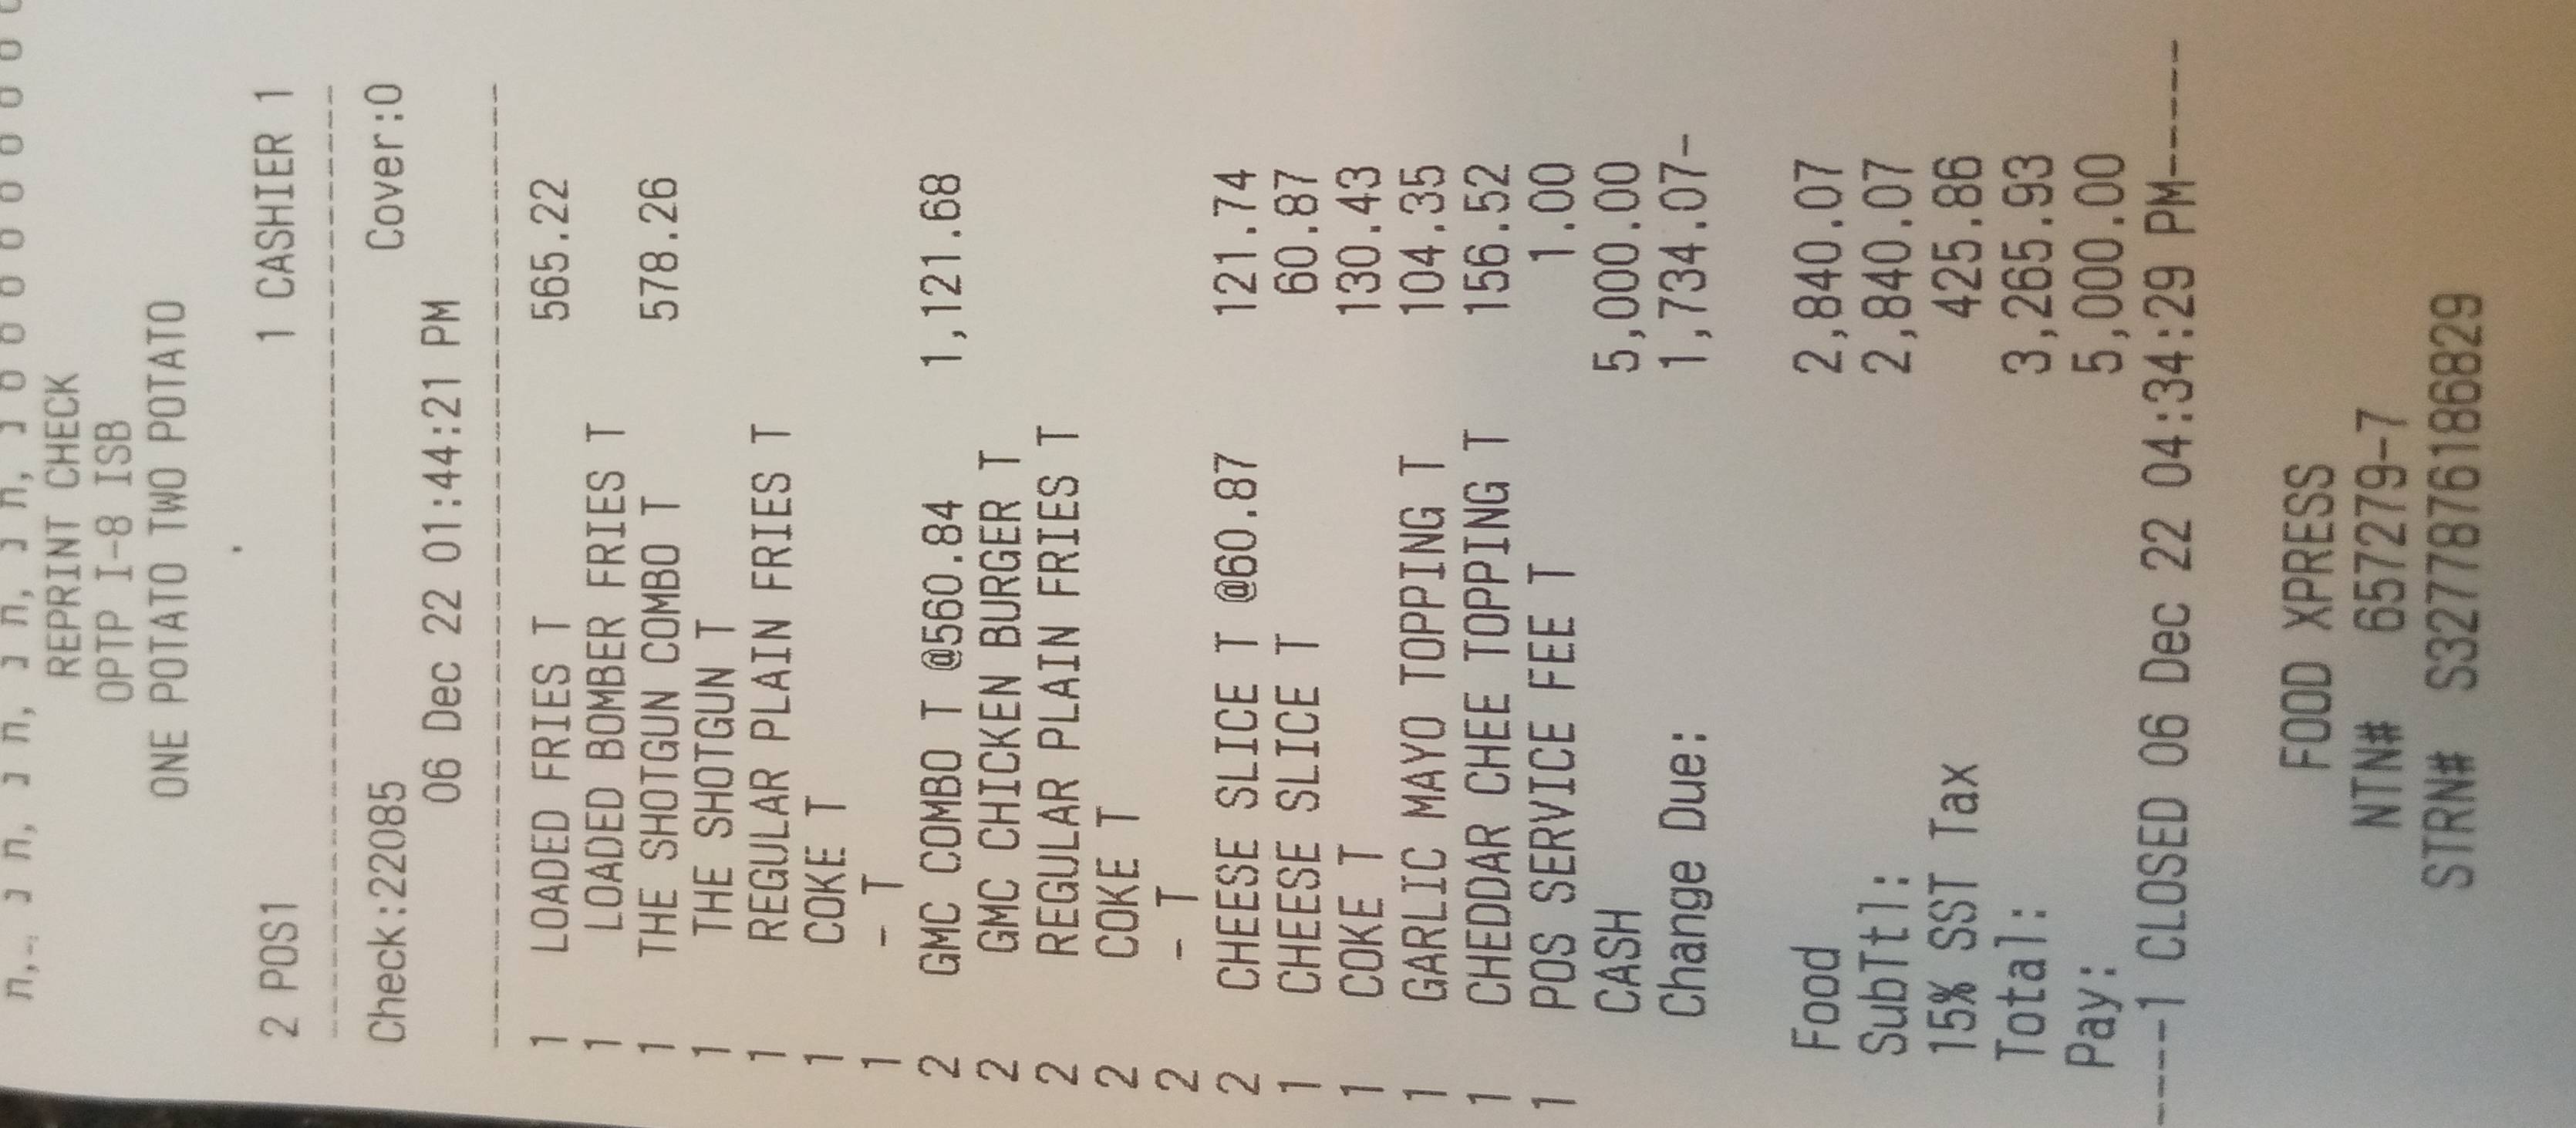 REPRINT CHECK
OPTP I-8 ISB
ONE POTATO TWO POTATO
2 POS1 1 CASHIER 1
Check:22085 Cover:0
06 Dec 22 01:44:21 PM
1 LOADED FRIES T 565.22
1 LOADED BOMBER FRIES T
1 THE SHOTGUN COMBO T 578.26
1 THE SHOTGUN T
1 REGULAR PLAIN FRIES T
1 COKE T
1 - T
2 GMC COMBO T @560.84 1,121.68
2 GMC CHICKEN BURGER T
2 REGULAR PLAIN FRIES T
2 COKE T
2 - T
2 CHEESE SLICE T @60.87 121.74
1 CHEESE SLICE T 60.87
1 COKE T 130.43
1 GARLIC MAYO TOPPING T 104.35
1 CHEDDAR CHEE TOPPING T 156.52
1 POS SERVICE FEE T 1.00
CASH 5,000.00
Change Due: 1,734.07-
Food 2,840.07
SubTtl: 2,840.07
15% SST Tax 425.86
Total: 3,265.93
Pay: 5,000.00
----1 CLOSED 06 Dec 22 04:34:29 PM-----
FOOD XPRESS
NTN# 657279-7
STRN# S3277876186829